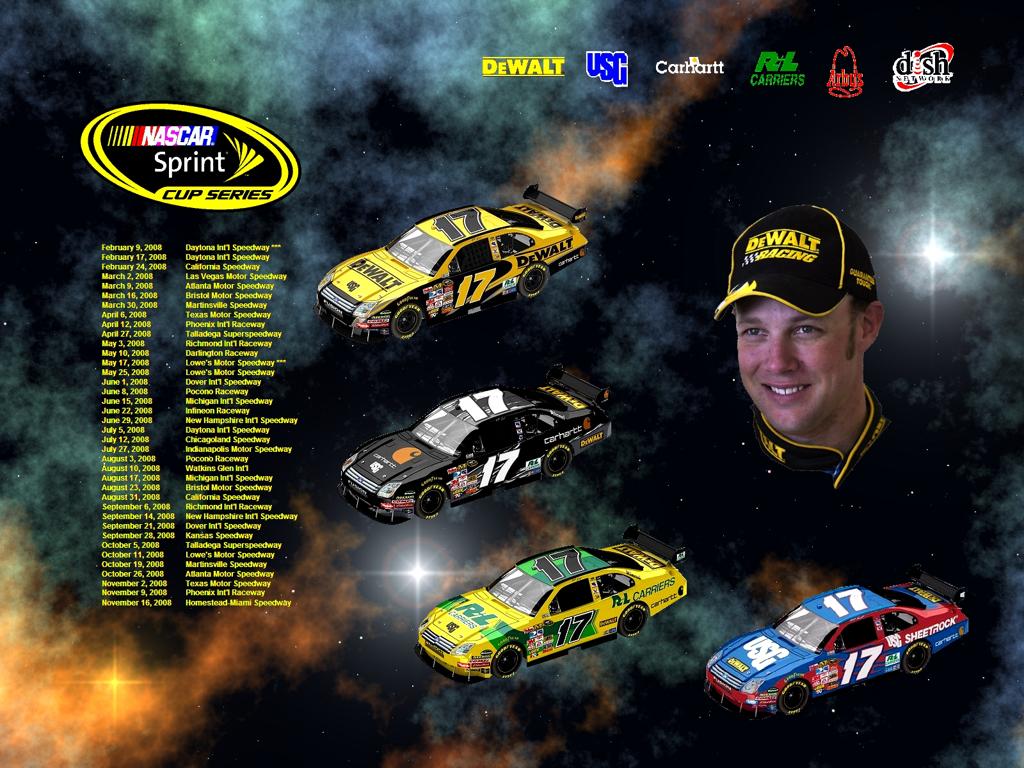 DEWALT
USG
Carhartt
R+L
CARRIERS
Arby's
dish
NETWORK
NASCAR
Sprint
CUP SERIES
February 9, 2008 Daytona Int'l Speedway ***
February 17, 2008 Daytona Int'l Speedway
February 24, 2008 California Speedway
March 2, 2008 Las Vegas Motor Speedway
March 9, 2008 Atlanta Motor Speedway
March 16, 2008 Bristol Motor Speedway
March 30, 2008 Martinsville Speedway
April 6, 2008 Texas Motor Speedway
April 12, 2008 Phoenix Int'l Raceway
April 27, 2008 Talladega Superspeedway
May 3, 2008 Richmond Int'l Raceway
May 10, 2008 Darlington Raceway
May 17, 2008 Lowe's Motor Speedway ***
May 25, 2008 Lowe's Motor Speedway
June 1, 2008 Dover Int'l Speedway
June 8, 2008 Pocono Raceway
June 15, 2008 Michigan Int'l Speedway
June 22, 2008 Infineon Raceway
June 29, 2008 New Hampshire Int'l Speedway
July 5, 2008 Daytona Int'l Speedway
July 12, 2008 Chicagoland Speedway
July 27, 2008 Indianapolis Motor Speedway
August 3, 2008 Pocono Raceway
August 10, 2008 Watkins Glen Int'l
August 17, 2008 Michigan Int'l Speedway
August 23, 2008 Bristol Motor Speedway
August 31, 2008 California Speedway
September 6, 2008 Richmond Int'l Raceway
September 14, 2008 New Hampshire Int'l Speedway
September 21, 2008 Dover Int'l Speedway
September 28, 2008 Kansas Speedway
October 5, 2008 Talladega Superspeedway
October 11, 2008 Lowe's Motor Speedway
October 19, 2008 Martinsville Speedway
October 26, 2008 Atlanta Motor Speedway
November 2, 2008 Texas Motor Speedway
November 9, 2008 Phoenix Int'l Raceway
November 16, 2008 Homestead-Miami Speedway
17
DEWALT
17
DEWALT
carhartt
DEWALT
RACING
GUARANTEED
TOUGH
17
carhartt
17
carhartt
DEWALT
17
R+L
CARRIERS
17
R+L CARRIERS
carhartt
17
USG
DEWALT
17
USG SHEETROCK
carhartt